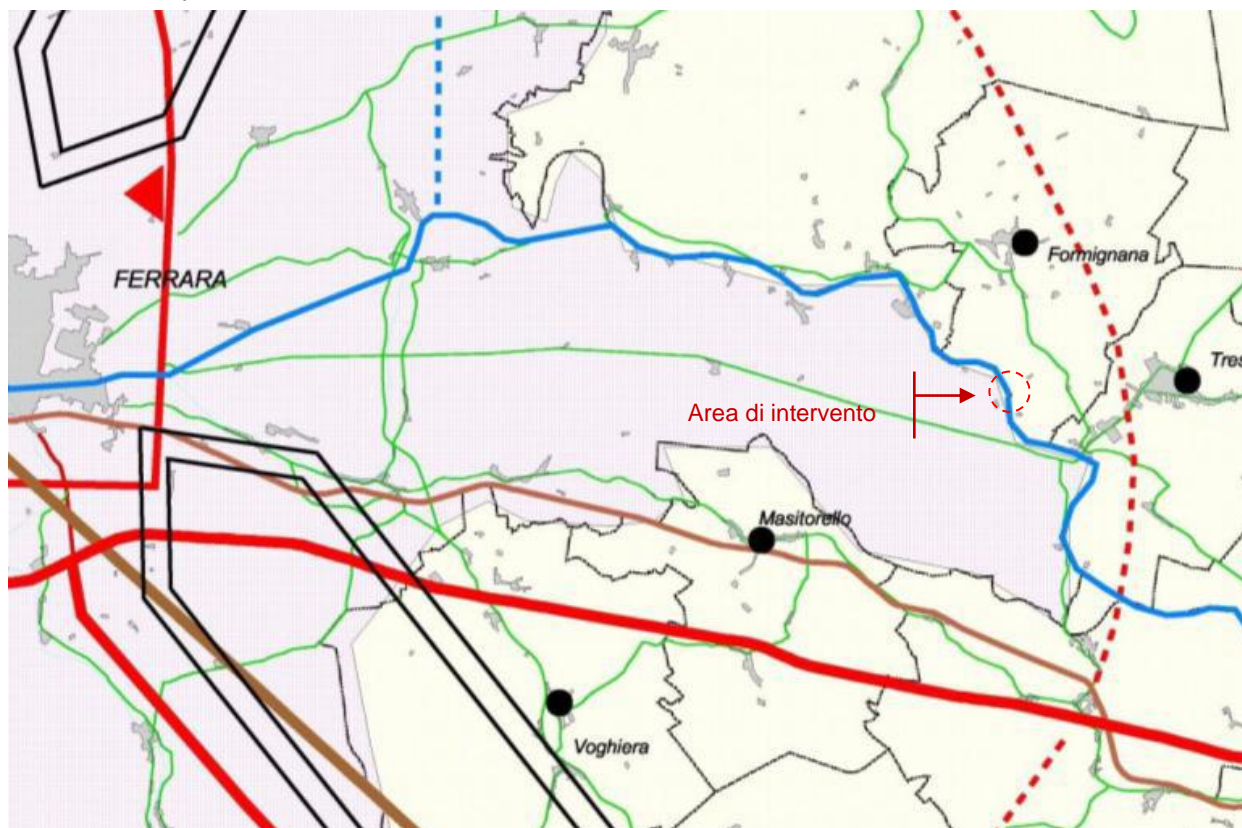 Formignana
FERRARA
Tres
Area di intervento
Masitorello
Voghiera